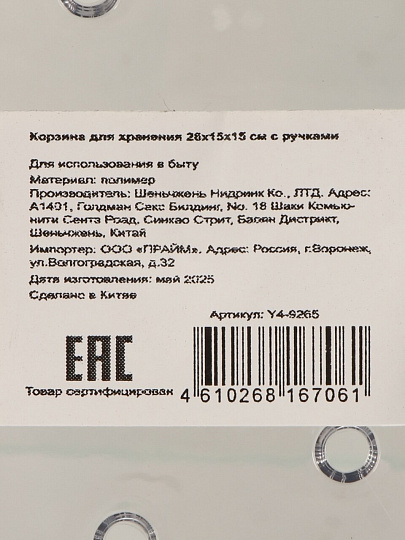 Корзина для хранения 26x15x15 см с ручками
Для использования в быту
Материал: полимер
Производитель: Шеньчжень Нидринк Ко., ЛТД. Адрес:
А1401, Голдман Сакс Билдинг, No. 18 Шаки Комью-
нити Сентэ Роад, Синхао Стрит, Баоян Дистрикт,
Шеньчжень, Китай
Импортер: ООО «ПРАЙМ». Адрес: Россия, г.Воронеж,
ул.Волгоградская, д.32
Дата изготовления: май 2025
Сделано в Китае
Артикул: Y4-9265
EAC
Товар сертифицирован
4 610268 167061